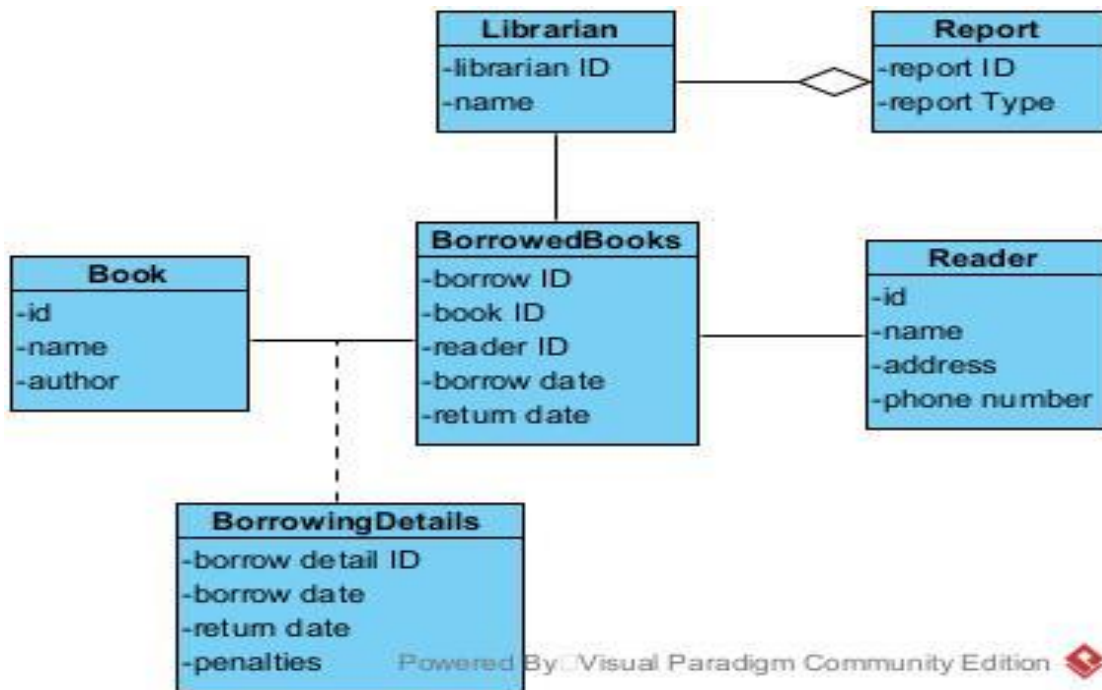 Librarian
-librarian ID
-name
Report
-report ID
-report Type
Book
-id
-name
-author
BorrowedBooks
-borrow ID
-book ID
-reader ID
-borrow date
-return date
Reader
-id
-name
-address
-phone number
BorrowingDetails
-borrow detail ID
-borrow date
-return date
-penalties
Powered By Visual Paradigm Community Edition